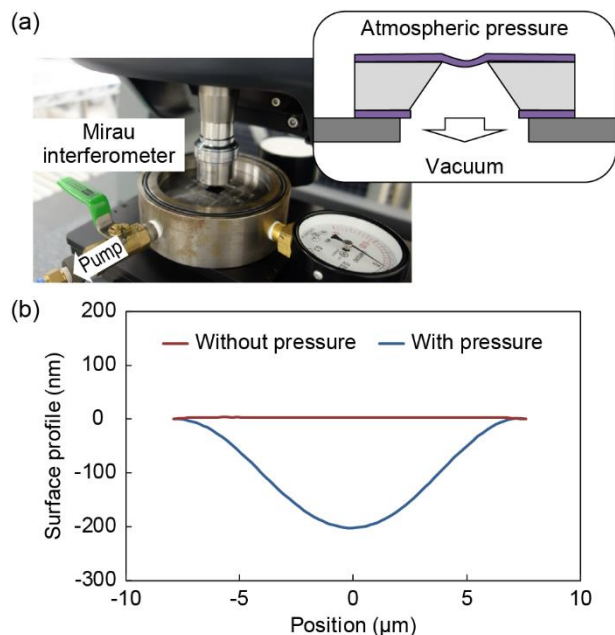 (a)
Atmospheric pressure
Mirau
interferometer
Vacuum
Pump
(b)
Without pressure
With pressure
Surface profile (nm)
200
100
0
-100
-200
-300
-10
-5
0
5
10
Position (µm)